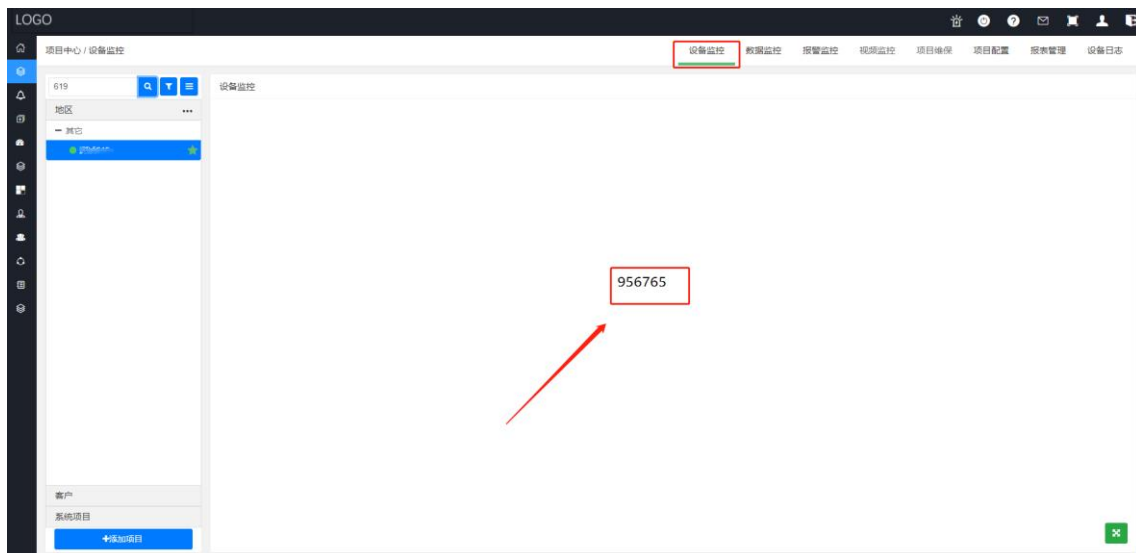 LOGO
项目中心 / 设备监控
设备监控
数据监控
报警监控
视频监控
项目维保
项目配置
报表管理
设备日志
619
设备监控
地区
其它
956765
客户
系统项目
+添加项目